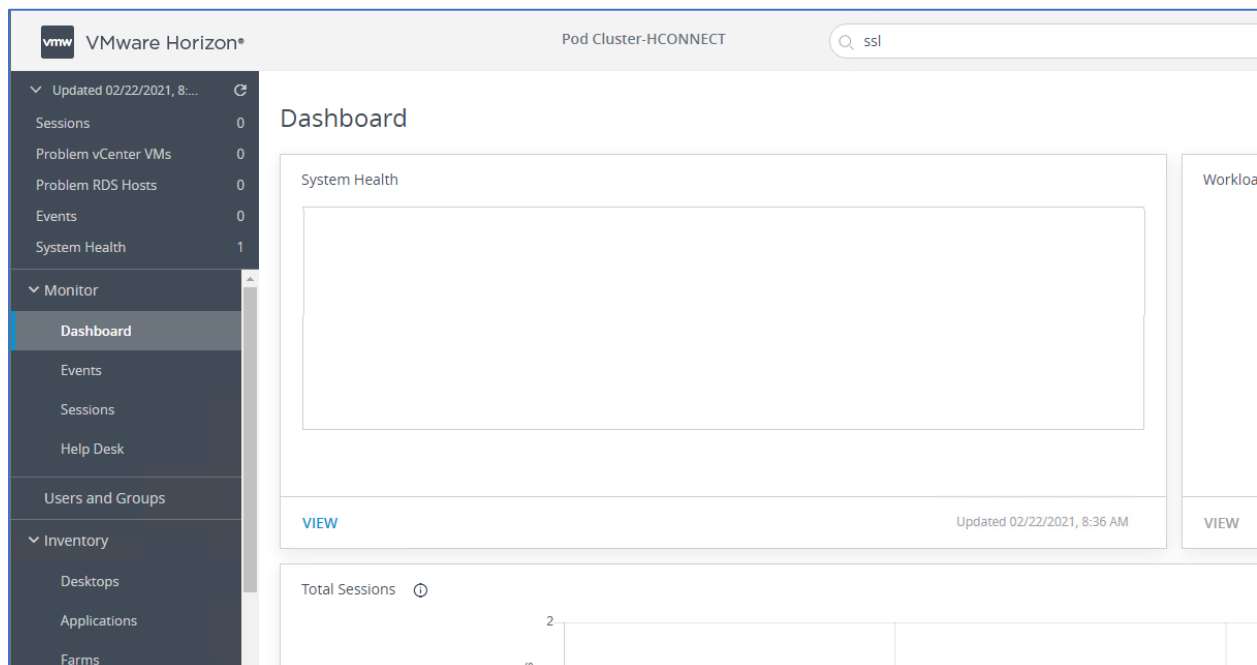 vmw VMware Horizon®
Pod Cluster-HCONNECT
ssl
Updated 02/22/2021, 8:...
Sessions 0
Problem vCenter VMs 0
Problem RDS Hosts 0
Events 0
System Health 1
Monitor
Dashboard
Events
Sessions
Help Desk
Users and Groups
Inventory
Desktops
Applications
Farms
Dashboard
System Health
VIEW
Updated 02/22/2021, 8:36 AM
Workloa
VIEW
Total Sessions
2